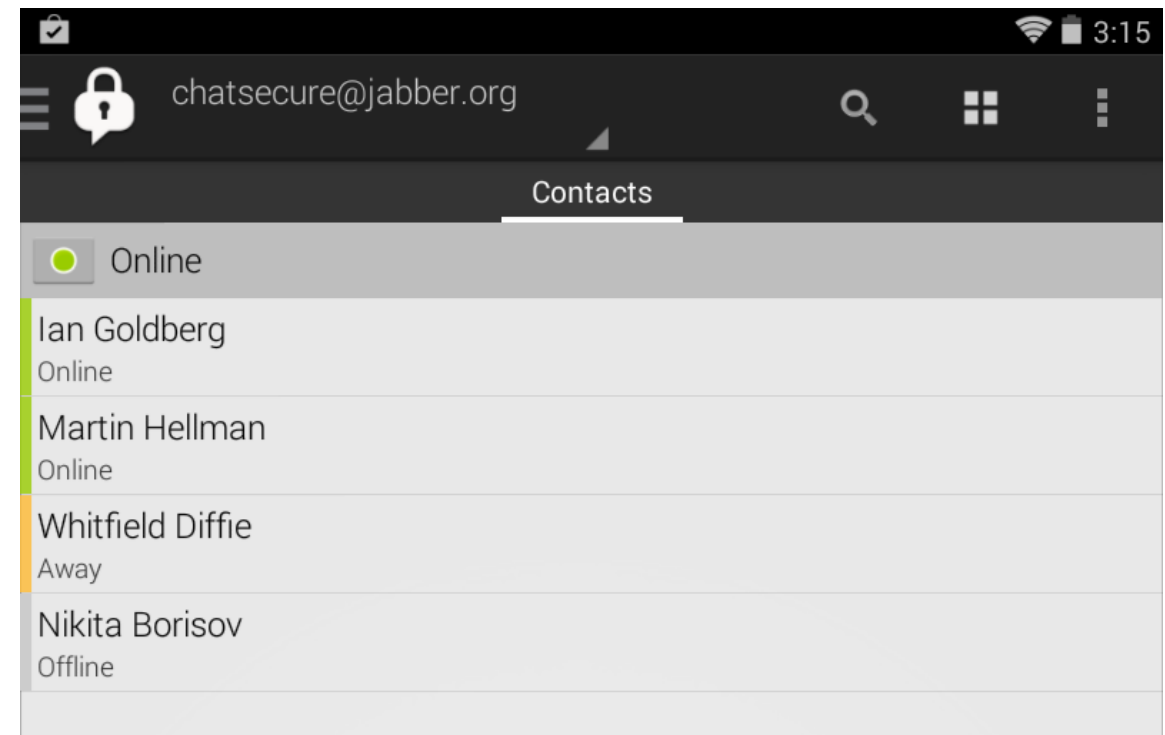 3:15
chatsecure@jabber.org
Contacts
Online
Ian Goldberg
Online
Martin Hellman
Online
Whitfield Diffie
Away
Nikita Borisov
Offline